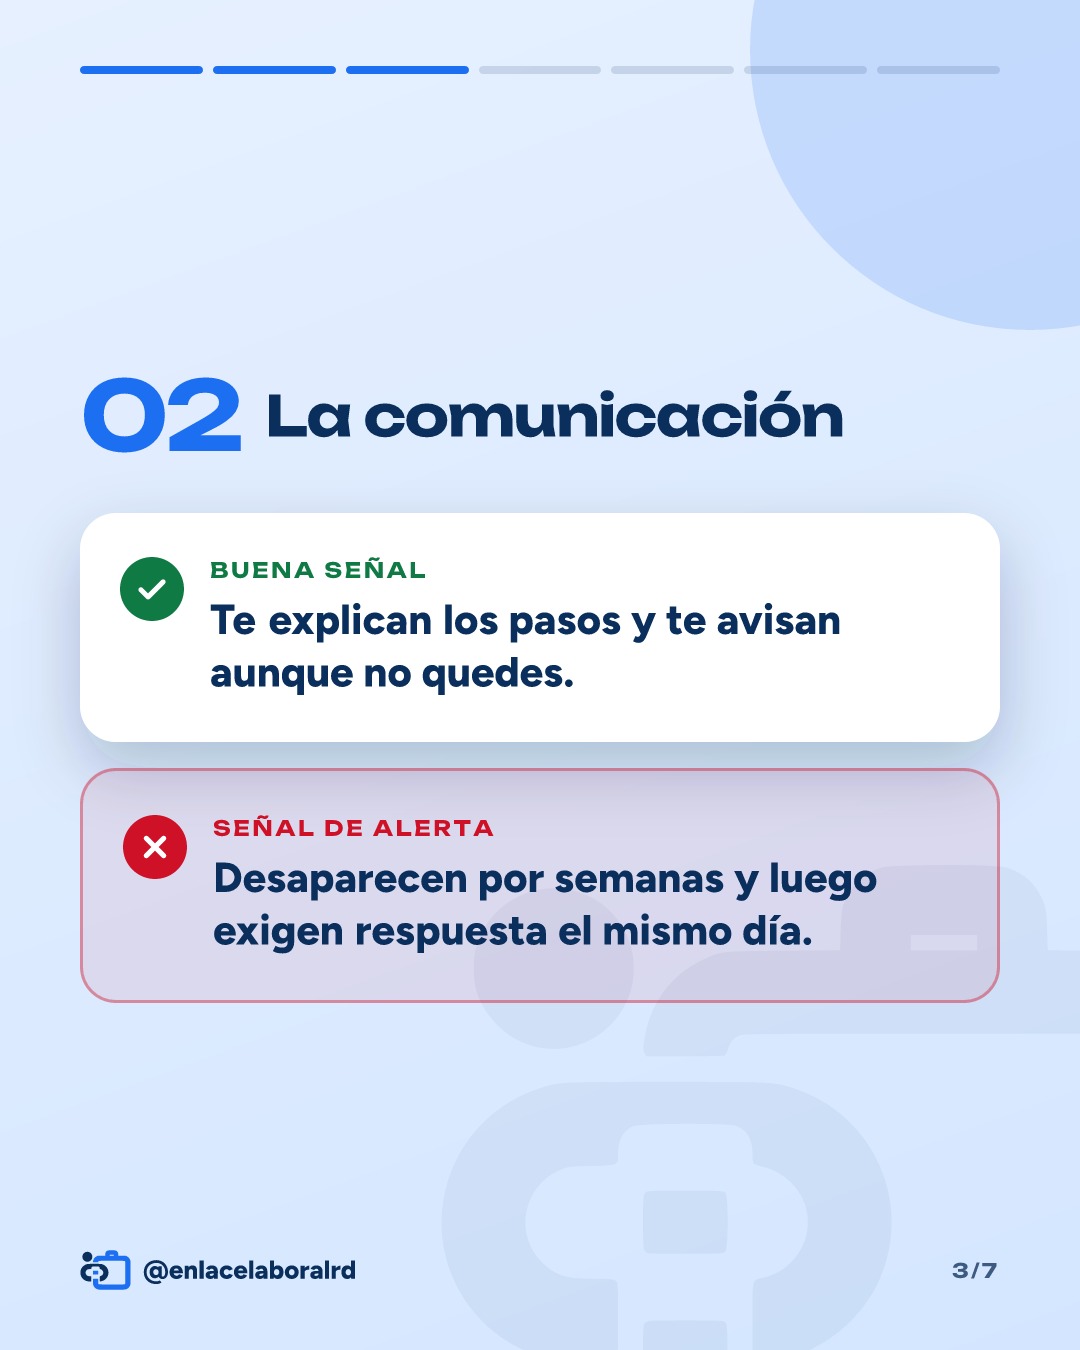 02 La comunicación
BUENA SEÑAL
Te explican los pasos y te avisan
aunque no quedes.
SEÑAL DE ALERTA
Desaparecen por semanas y luego
exigen respuesta el mismo día.
@enlacelaboralrd
3/7